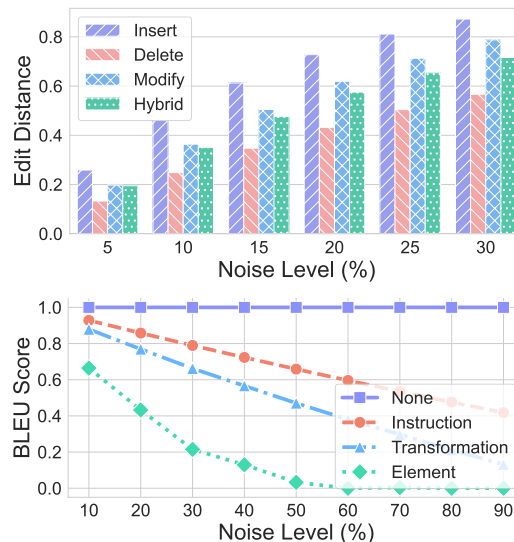 Edit Distance
0.8
0.6
0.4
0.2
0.0
Insert
Delete
Modify
Hybrid
5 10 15 20 25 30
Noise Level (%)
BLEU Score
1.0
0.8
0.6
0.4
0.2
0.0
None
Instruction
Transformation
Element
10 20 30 40 50 60 70 80 90
Noise Level (%)